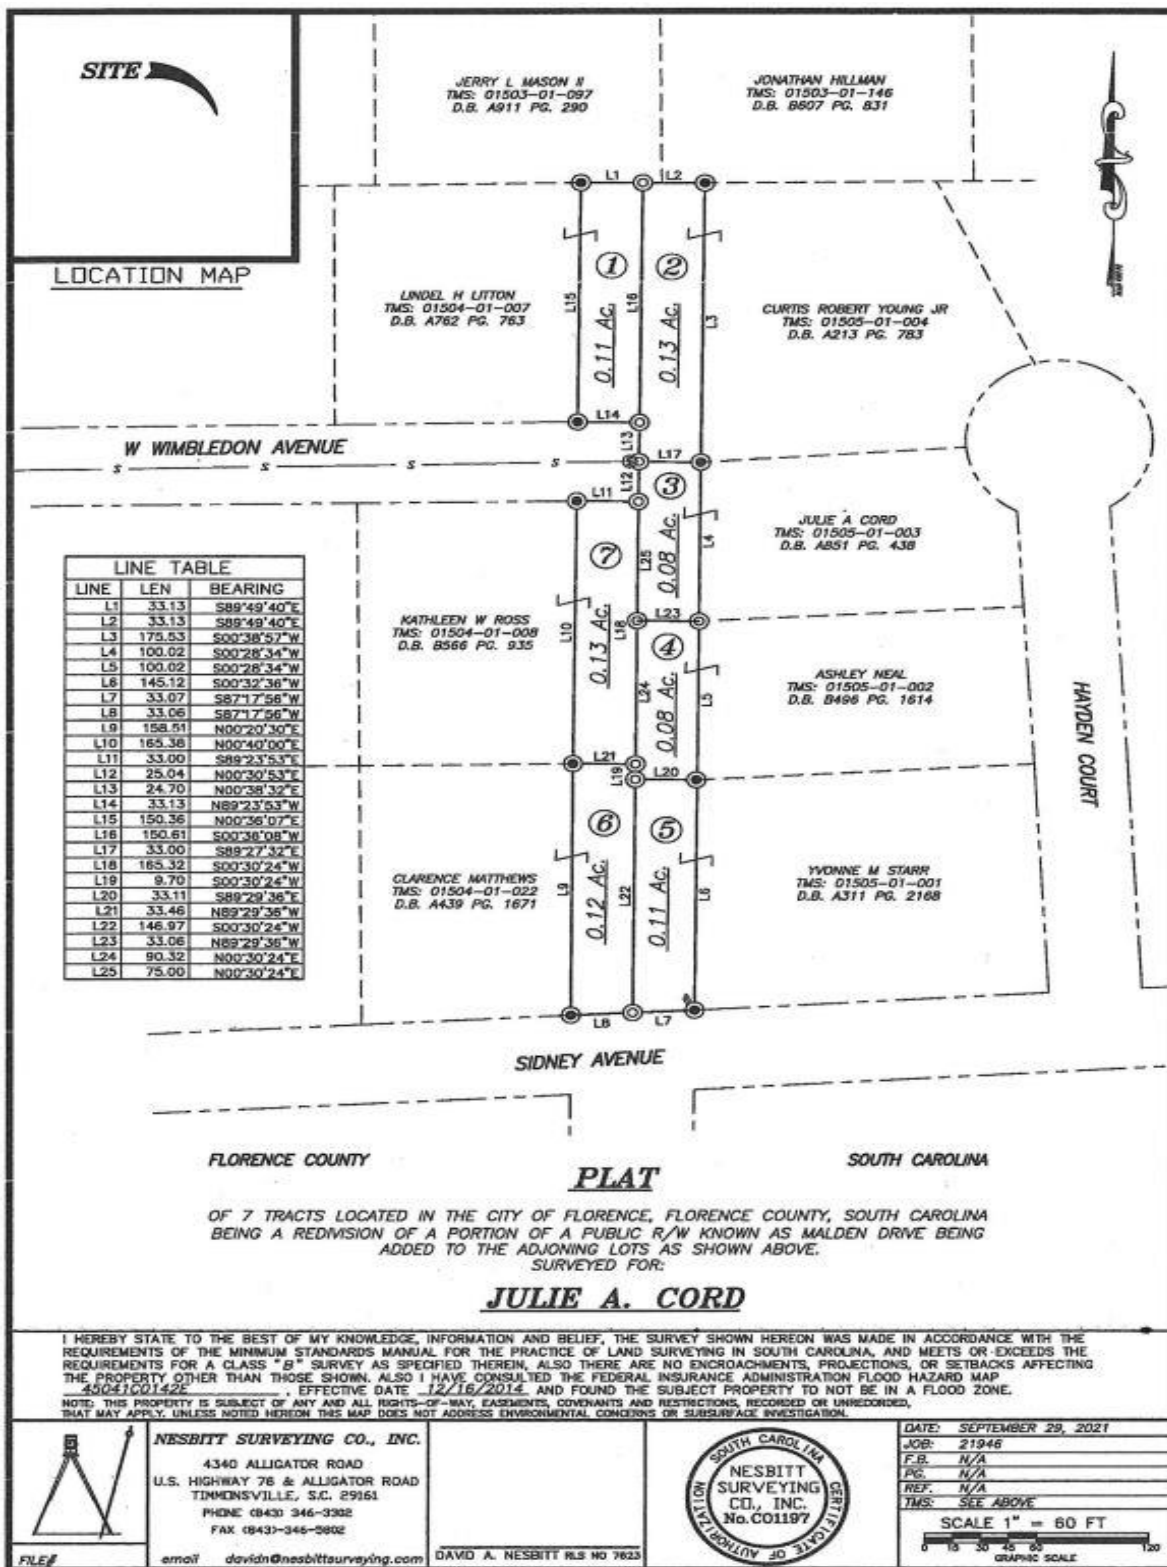 SITE
LOCATION MAP
JERRY L MASON II
TMS: 01503-01-097
D.B. A911 PG. 290
JONATHAN HILLMAN
TMS: 01503-01-146
D.B. B607 PG. 831
L1
L2
1
2
L15
L16
L3
0.11 Ac.
0.13 Ac.
LINDEL H LITTON
TMS: 01504-01-007
D.B. A762 PG. 763
CURTIS ROBERT YOUNG JR
TMS: 01505-01-004
D.B. A213 PG. 783
L14
L13
W WIMBLEDON AVENUE
S S S S
L17
L12
L11
3
JULIE A CORD
TMS: 01505-01-003
D.B. A851 PG. 438
7
L25
0.08 Ac.
L4
LINE TABLE
LINE LEN BEARING
L1 33.13 S89°49'40"E
L2 33.13 S89°49'40"E
L3 175.53 S00°38'57"W
L4 100.02 S00°28'34"W
L5 100.02 S00°28'34"W
L6 145.12 S00°32'36"W
L7 33.07 S87°17'56"W
L8 33.06 S87°17'56"W
L9 158.51 N00°20'30"E
L10 165.38 N00°40'00"E
L11 33.00 S89°23'53"E
L12 25.04 N00°30'53"E
L13 24.70 N00°38'32"E
L14 33.13 N89°23'53"W
L15 150.36 N00°36'07"E
L16 150.61 S00°36'08"W
L17 33.00 S89°27'32"E
L18 165.32 S00°30'24"W
L19 9.70 S00°30'24"W
L20 33.11 S89°29'36"E
L21 33.46 N89°29'36"W
L22 146.97 S00°30'24"W
L23 33.06 N89°29'36"W
L24 90.32 N00°30'24"E
L25 75.00 N00°30'24"E
KATHLEEN W ROSS
TMS: 01504-01-008
D.B. B566 PG. 935
L10
0.13 Ac.
L18
L23
4
L24
0.08 Ac.
L5
ASHLEY NEAL
TMS: 01505-01-002
D.B. B496 PG. 1614
HAYDEN COURT
L21
L19
L20
6
5
CLARENCE MATTHEWS
TMS: 01504-01-022
D.B. A439 PG. 1671
L9
0.12 Ac.
L22
0.11 Ac.
L6
YVONNE M STARR
TMS: 01505-01-001
D.B. A311 PG. 2168
L8
L7
SIDNEY AVENUE
FLORENCE COUNTY
SOUTH CAROLINA
PLAT
OF 7 TRACTS LOCATED IN THE CITY OF FLORENCE, FLORENCE COUNTY, SOUTH CAROLINA
BEING A REDIVISION OF A PORTION OF A PUBLIC R/W KNOWN AS MALDEN DRIVE BEING
ADDED TO THE ADJONING LOTS AS SHOWN ABOVE.
SURVEYED FOR:
JULIE A. CORD
I HEREBY STATE TO THE BEST OF MY KNOWLEDGE, INFORMATION AND BELIEF, THE SURVEY SHOWN HEREON WAS MADE IN ACCORDANCE WITH THE
REQUIREMENTS OF THE MINIMUM STANDARDS MANUAL FOR THE PRACTICE OF LAND SURVEYING IN SOUTH CAROLINA, AND MEETS OR EXCEEDS THE
REQUIREMENTS FOR A CLASS "B" SURVEY AS SPECIFIED THEREIN, ALSO THERE ARE NO ENCROACHMENTS, PROJECTIONS, OR SETBACKS AFFECTING
THE PROPERTY OTHER THAN THOSE SHOWN. ALSO I HAVE CONSULTED THE FEDERAL INSURANCE ADMINISTRATION FLOOD HAZARD MAP
45041C0142E , EFFECTIVE DATE 12/16/2014 AND FOUND THE SUBJECT PROPERTY TO NOT BE IN A FLOOD ZONE.
NOTE: THIS PROPERTY IS SUBJECT OF ANY AND ALL RIGHTS-OF-WAY, EASEMENTS, COVENANTS AND RESTRICTIONS, RECORDED OR UNRECORDED,
THAT MAY APPLY. UNLESS NOTED HEREON THIS MAP DOES NOT ADDRESS ENVIRONMENTAL CONCERNS OR SUBSURFACE INVESTIGATION.
FILE#
NESBITT SURVEYING CO., INC.
4340 ALLIGATOR ROAD
U.S. HIGHWAY 76 & ALLIGATOR ROAD
TIMMONSVILLE, S.C. 29161
PHONE (843) 346-3302
FAX (843)-346-5802
email davidn@nesbittsurveying.com
DAVID A. NESBITT RLS NO 7623
SOUTH CAROLINA
CERTIFICATE OF AUTHORIZATION
NESBITT
SURVEYING
CO., INC.
No.C01197
DATE: SEPTEMBER 29, 2021
JOB: 21946
F.B. N/A
PG. N/A
REF. N/A
TMS: SEE ABOVE
SCALE 1" = 60 FT
0 15 30 45 60 120
GRAPHIC SCALE